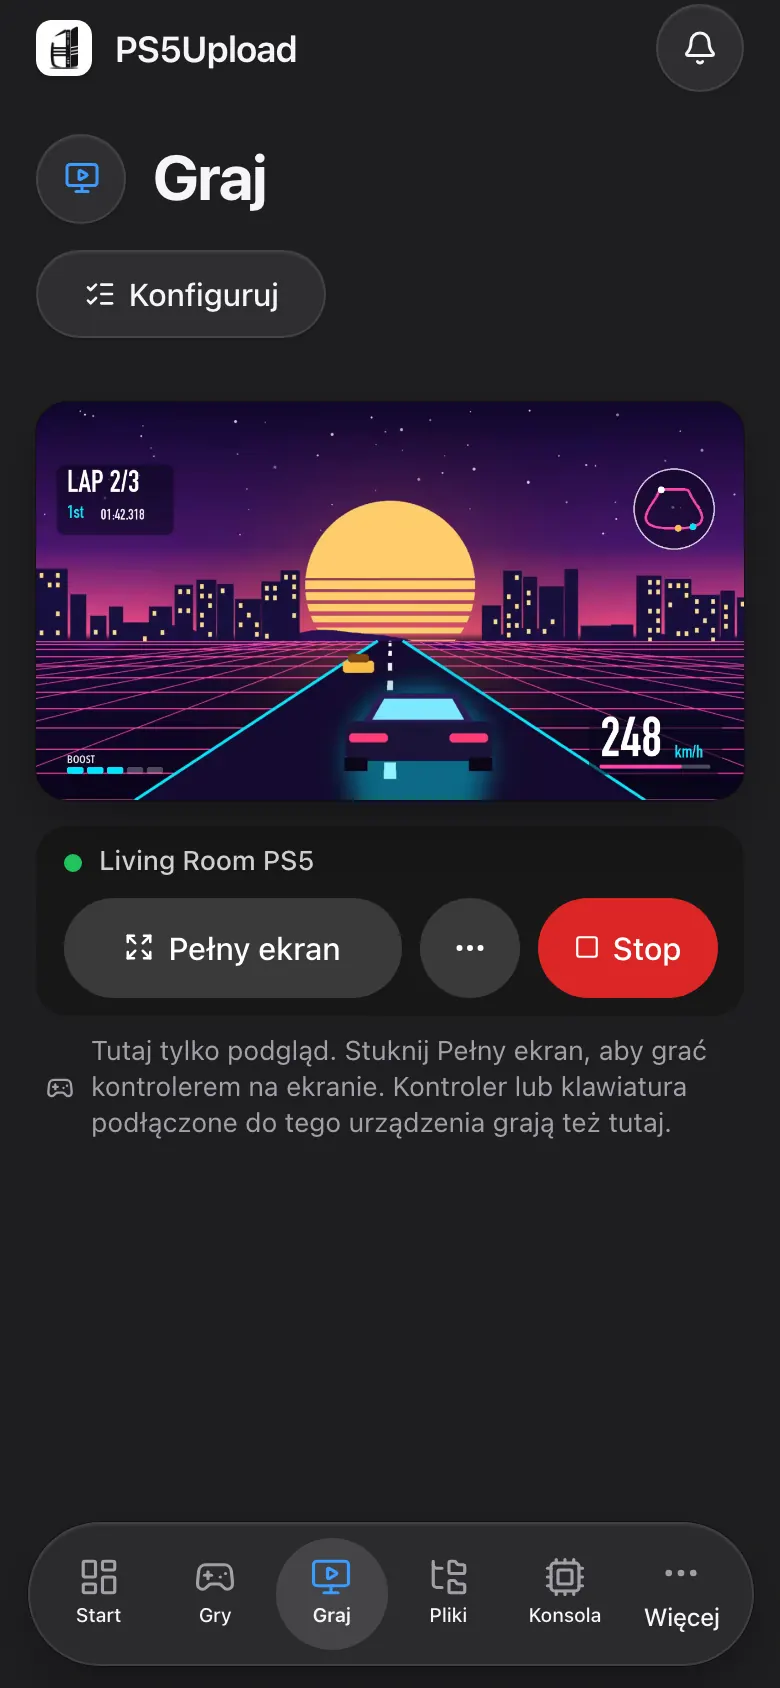 PS5Upload
Graj
Konfiguruj
LAP 2/3
1st 01:42.318
BOOST
248 km/h
Living Room PS5
Pełny ekran
Stop
Tutaj tylko podgląd. Stuknij Pełny ekran, aby grać
kontrolerem na ekranie. Kontroler lub klawiatura
podłączone do tego urządzenia grają też tutaj.
Start
Gry
Graj
Pliki
Konsola
Więcej